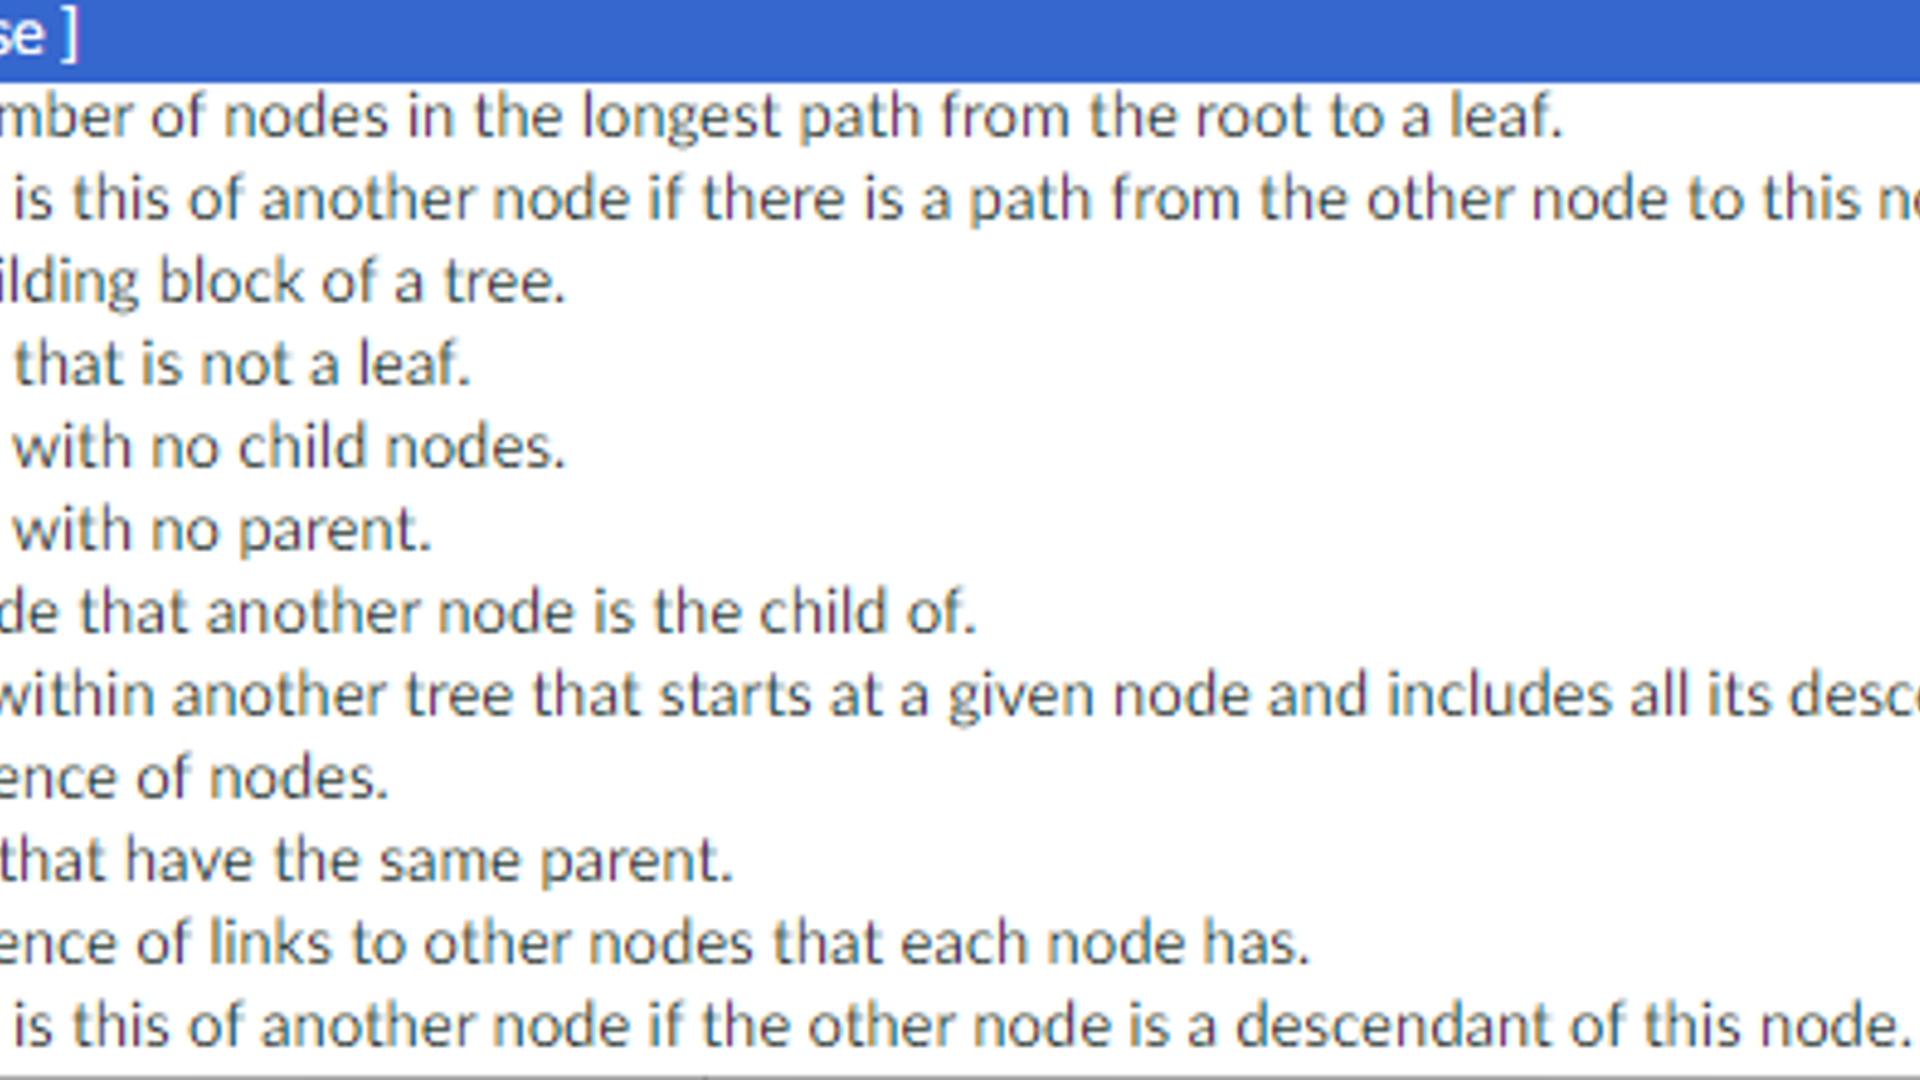 se ]
mber of nodes in the longest path from the root to a leaf.
is this of another node if there is a path from the other node to this
ilding block of a tree.
that is not a leaf.
with no child nodes.
with no parent.
de that another node is the child of.
within another tree that starts at a given node and includes all its desc
ence of nodes.
that have the same parent.
ence of links to other nodes that each node has.
is this of another node if the other node is a descendant of this node.